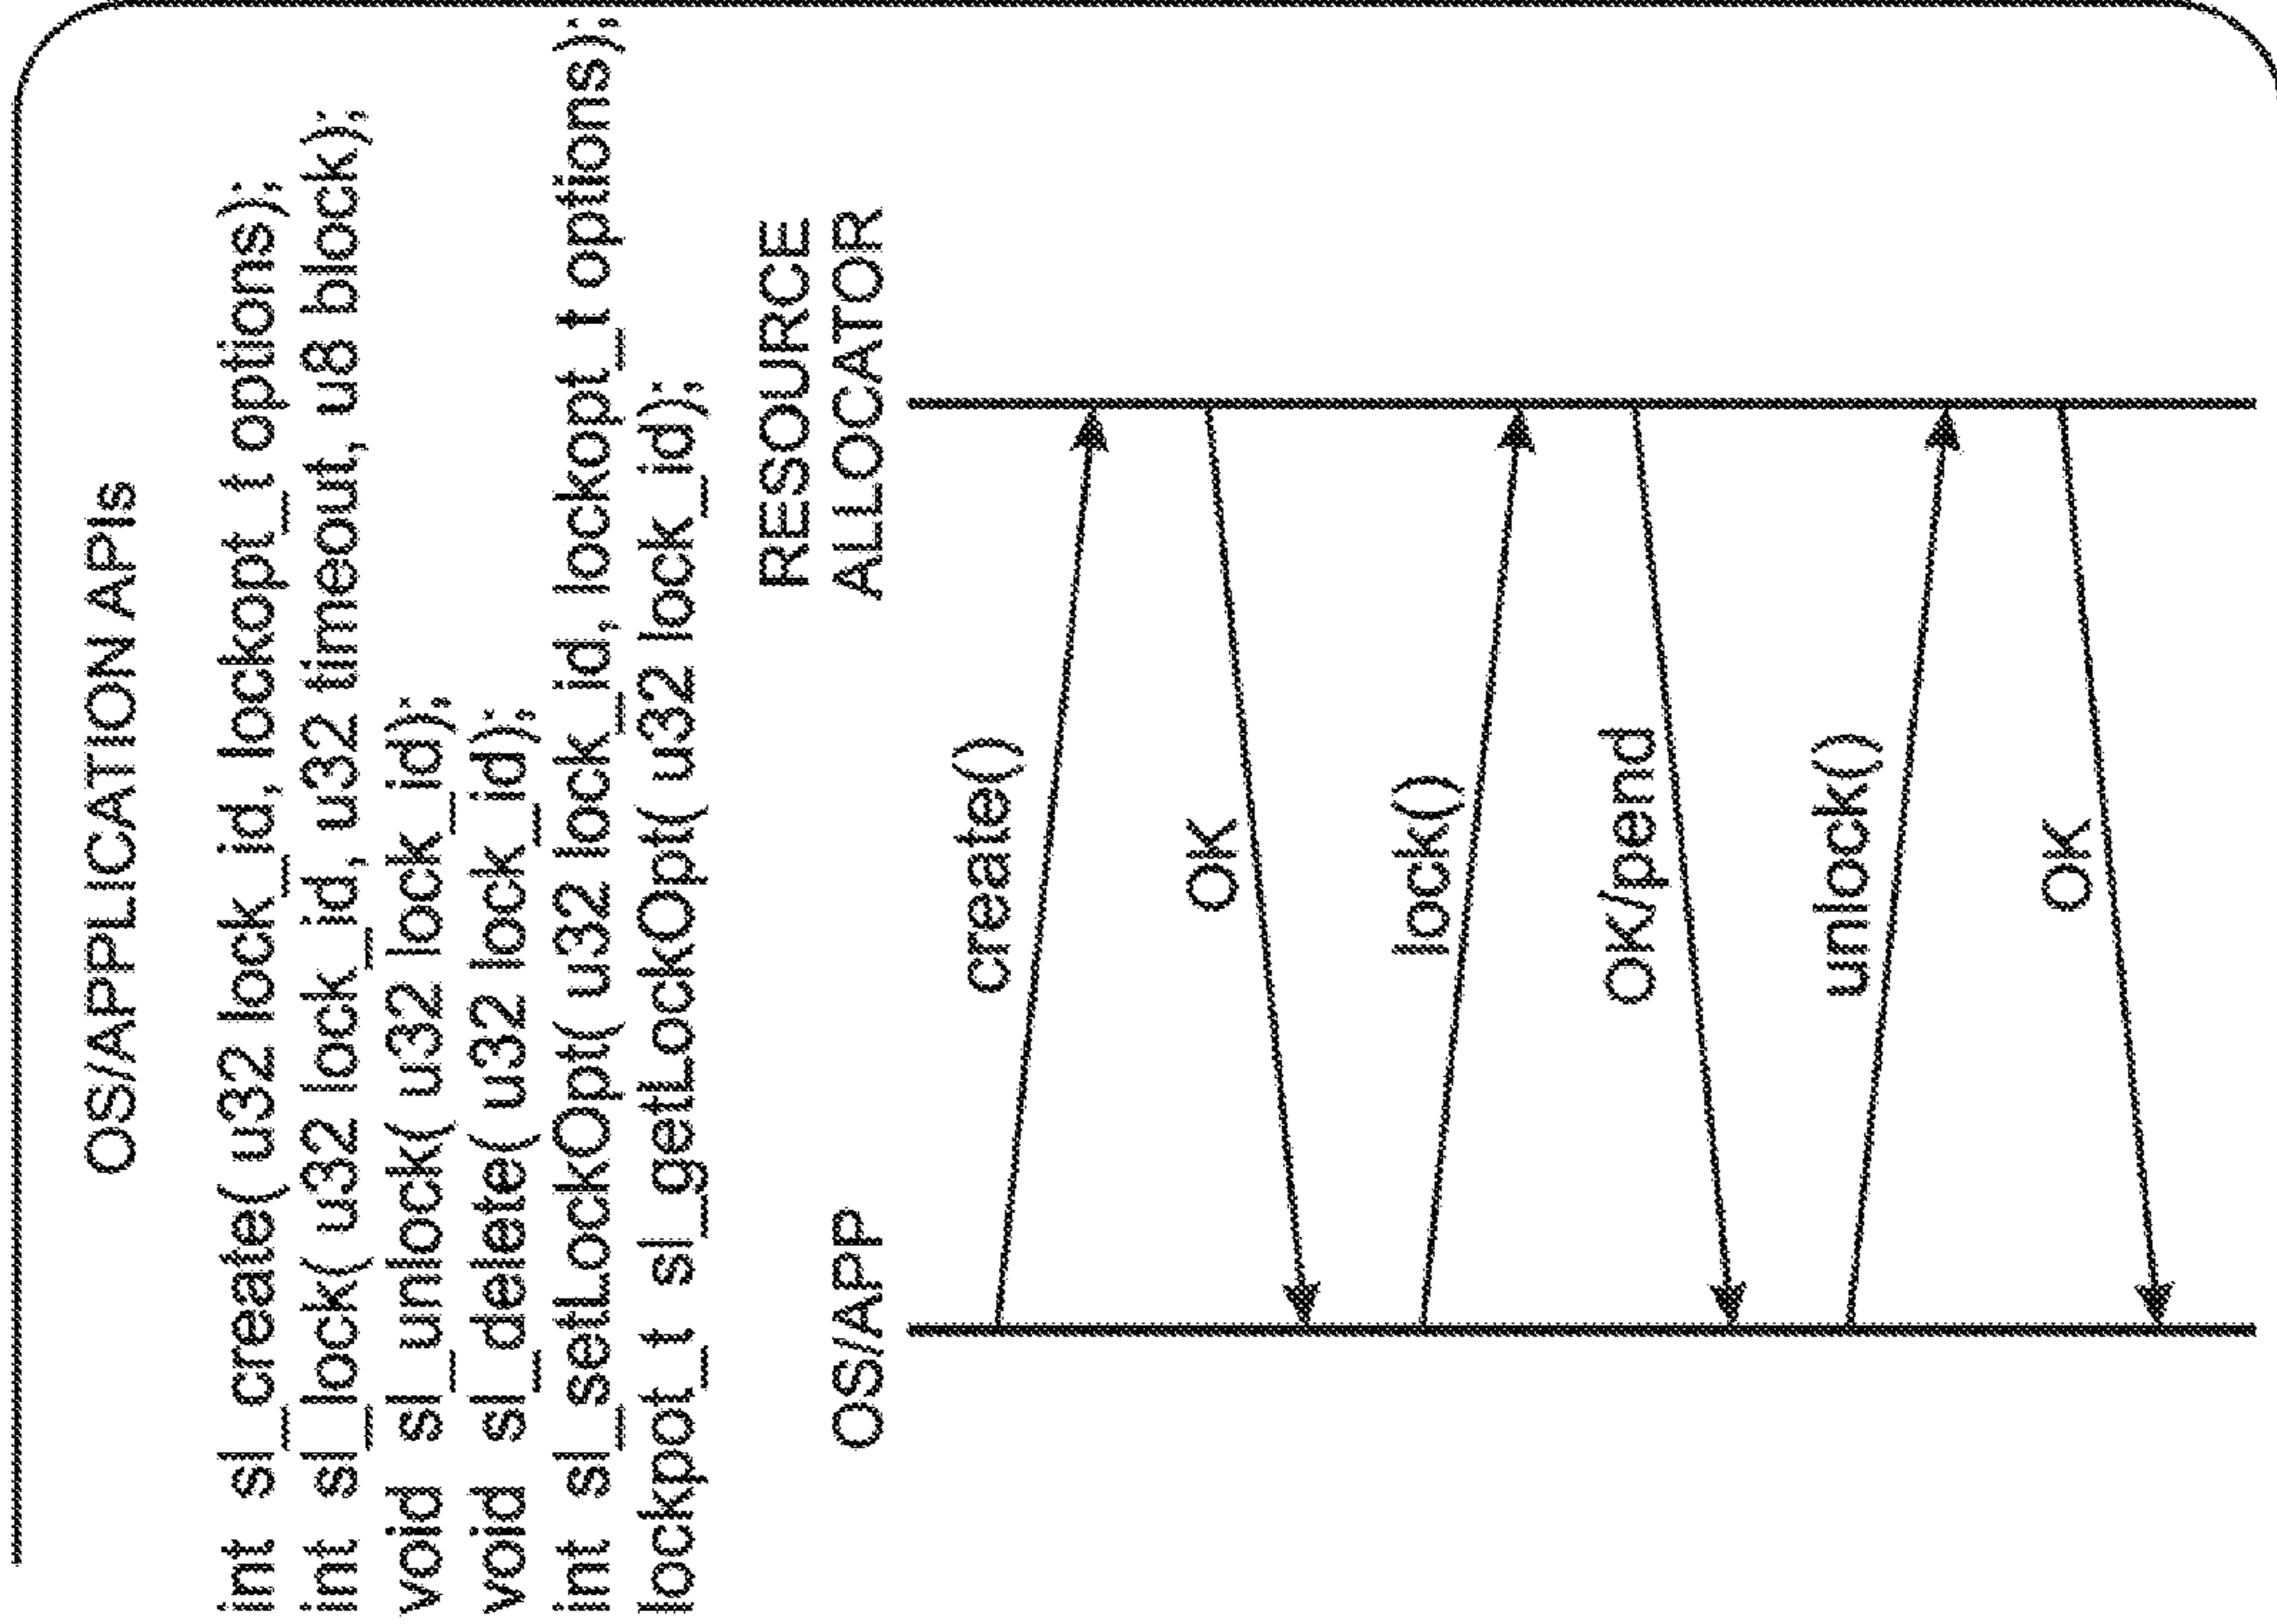 OS/APPLICATION APIs
int sl_create( u32 lock_id, lockopt_t options);
int sl_lock( u32 lock_id, u32 timeout, u8 block);
void sl_unlock( u32 lock_id);
void sl_delete( u32 lock_id);
int sl_setLockOpt( u32 lock_id, lockopt_t options);
lockpot_t sl_getLockOpt( u32 lock_id);
RESOURCE
OS/APP ALLOCATOR
create()
OK
lock()
OK/pend
unlock()
OK